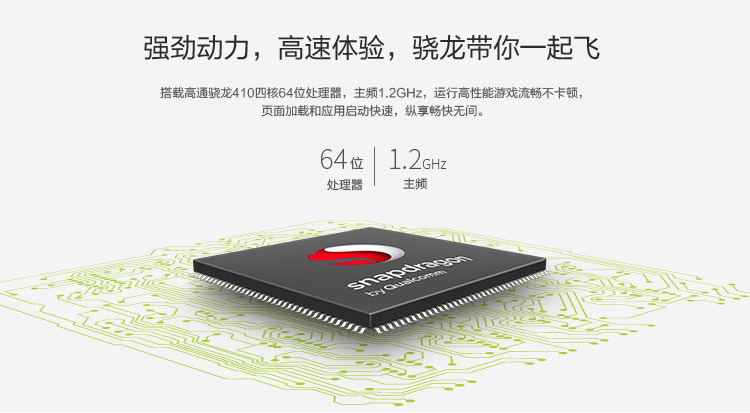 强劲动力，高速体验，骁龙带你一起飞
搭载高通骁龙410四核64位处理器，主频1.2GHz，运行高性能游戏流畅不卡顿，
页面加载和应用启动快速，纵享畅快无间。
64位 1.2GHz
处理器 主频
snapdragon
by Qualcomm